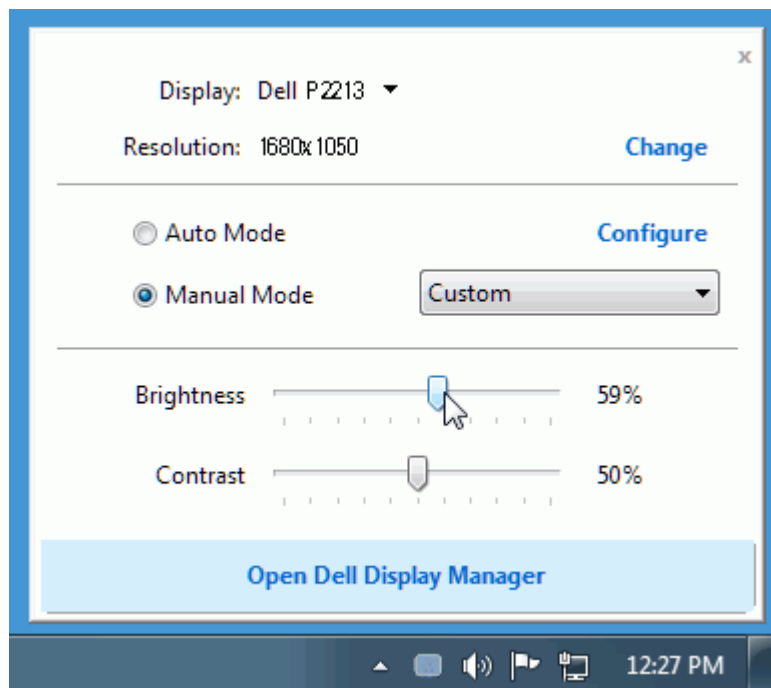 x
Display: Dell P2213
Resolution: 1680x1050 Change
Auto Mode Configure
Manual Mode Custom
Brightness 59%
Contrast 50%
Open Dell Display Manager
12:27 PM